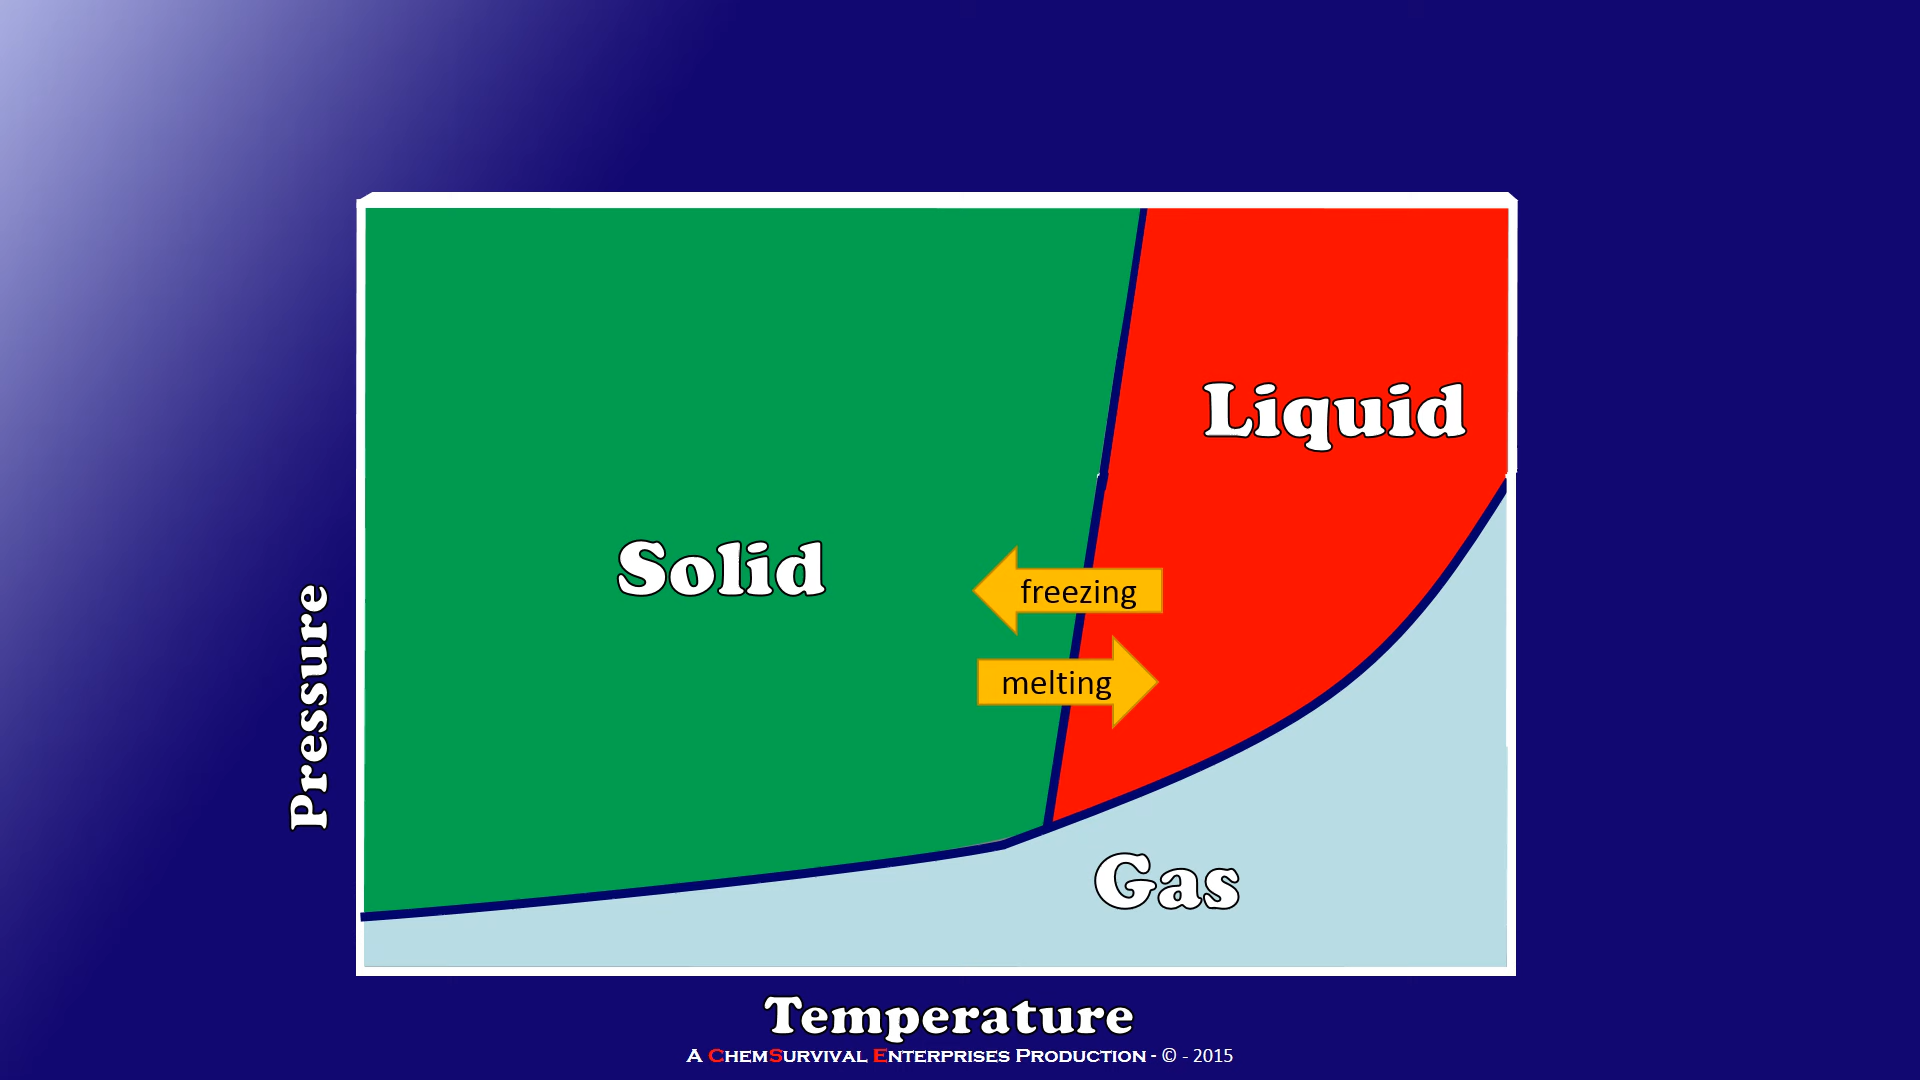 Liquid
Solid
freezing
melting
Pressure
Gas
Temperature
A ChemSurvival Enterprises Production - © - 2015